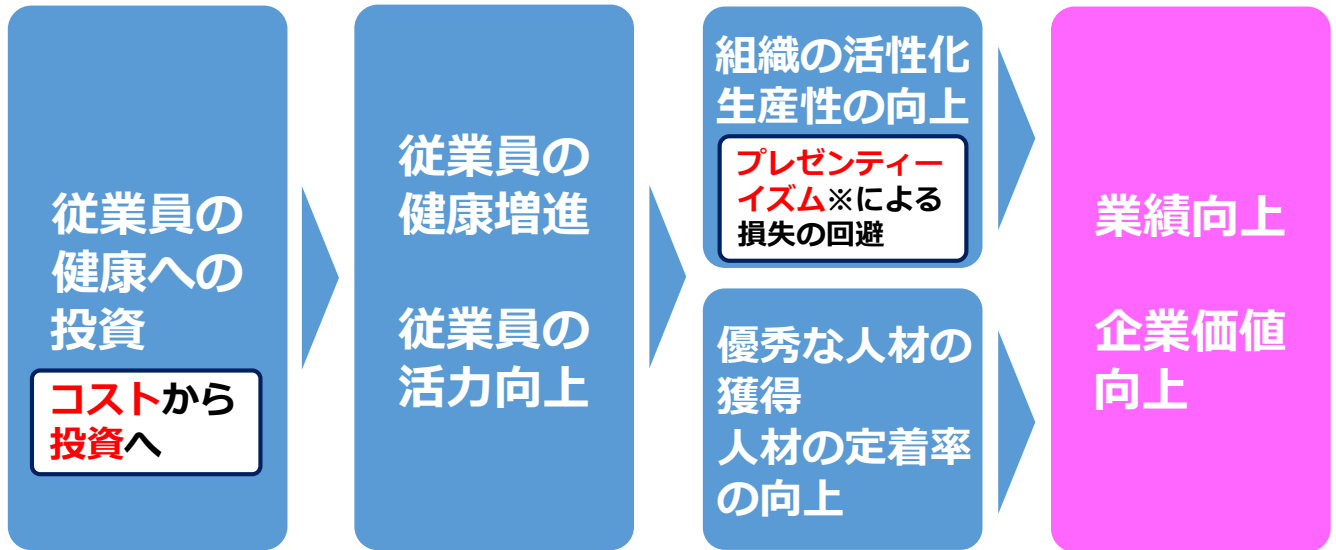 従業員の
健康への
投資
コストから
投資へ
従業員の
健康増進
従業員の
活力向上
組織の活性化
生産性の向上
プレゼンティー
イズム※による
損失の回避
優秀な人材の
獲得
人材の定着率
の向上
業績向上
企業価値
向上